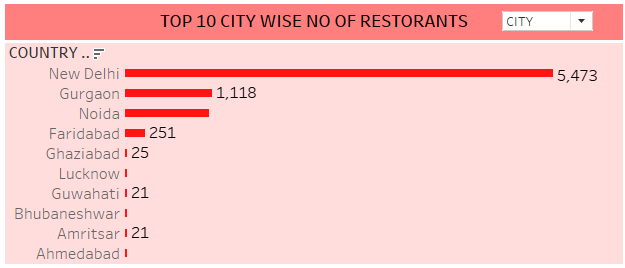 TOP 10 CITY WISE NO OF RESTORANTS
CITY
COUNTRY ..
New Delhi 5,473
Gurgaon 1,118
Noida
Faridabad 251
Ghaziabad 25
Lucknow
Guwahati 21
Bhubaneshwar
Amritsar 21
Ahmedabad